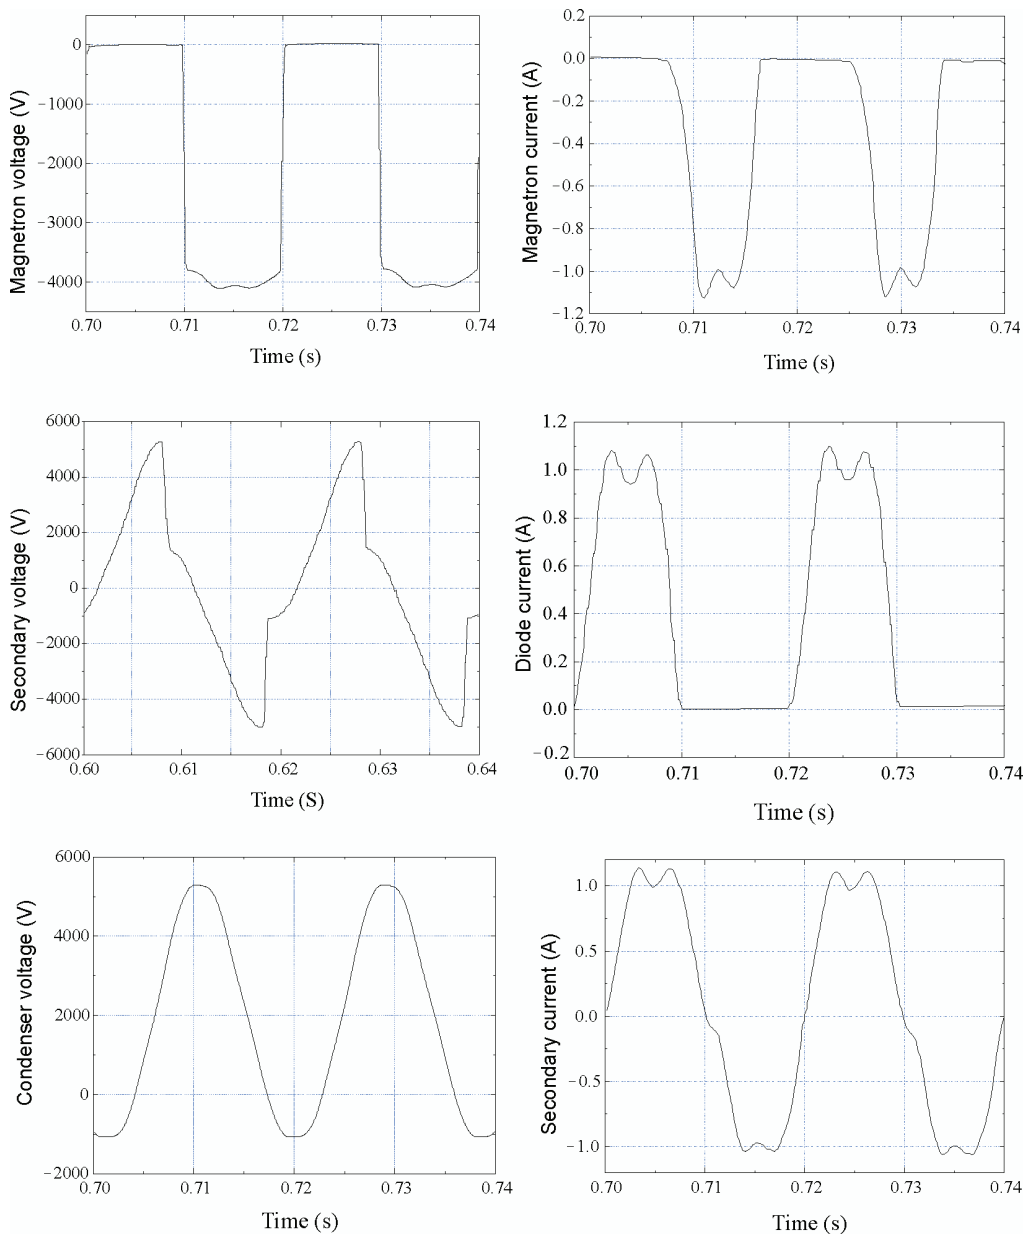 Magnetron voltage (V)
0
−1000
−2000
−3000
−4000
0.70 0.71 0.72 0.73 0.74
Time (s)
Magnetron current (A)
0.2
0.0
−0.2
−0.4
−0.6
−0.8
−1.0
−1.2
0.70 0.71 0.72 0.73 0.74
Time (s)
Secondary voltage (V)
6000
4000
2000
0
−2000
−4000
−6000
0.60 0.61 0.62 0.63 0.64
Time (S)
Diode current (A)
1.2
1.0
0.8
0.6
0.4
0.2
0.0
−0.2
0.70 0.71 0.72 0.73 0.74
Time (s)
Condenser voltage (V)
6000
4000
2000
0
−2000
0.70 0.71 0.72 0.73 0.74
Time (s)
Secondary current (A)
1.0
0.5
0.0
−0.5
−1.0
0.70 0.71 0.72 0.73 0.74
Time (s)